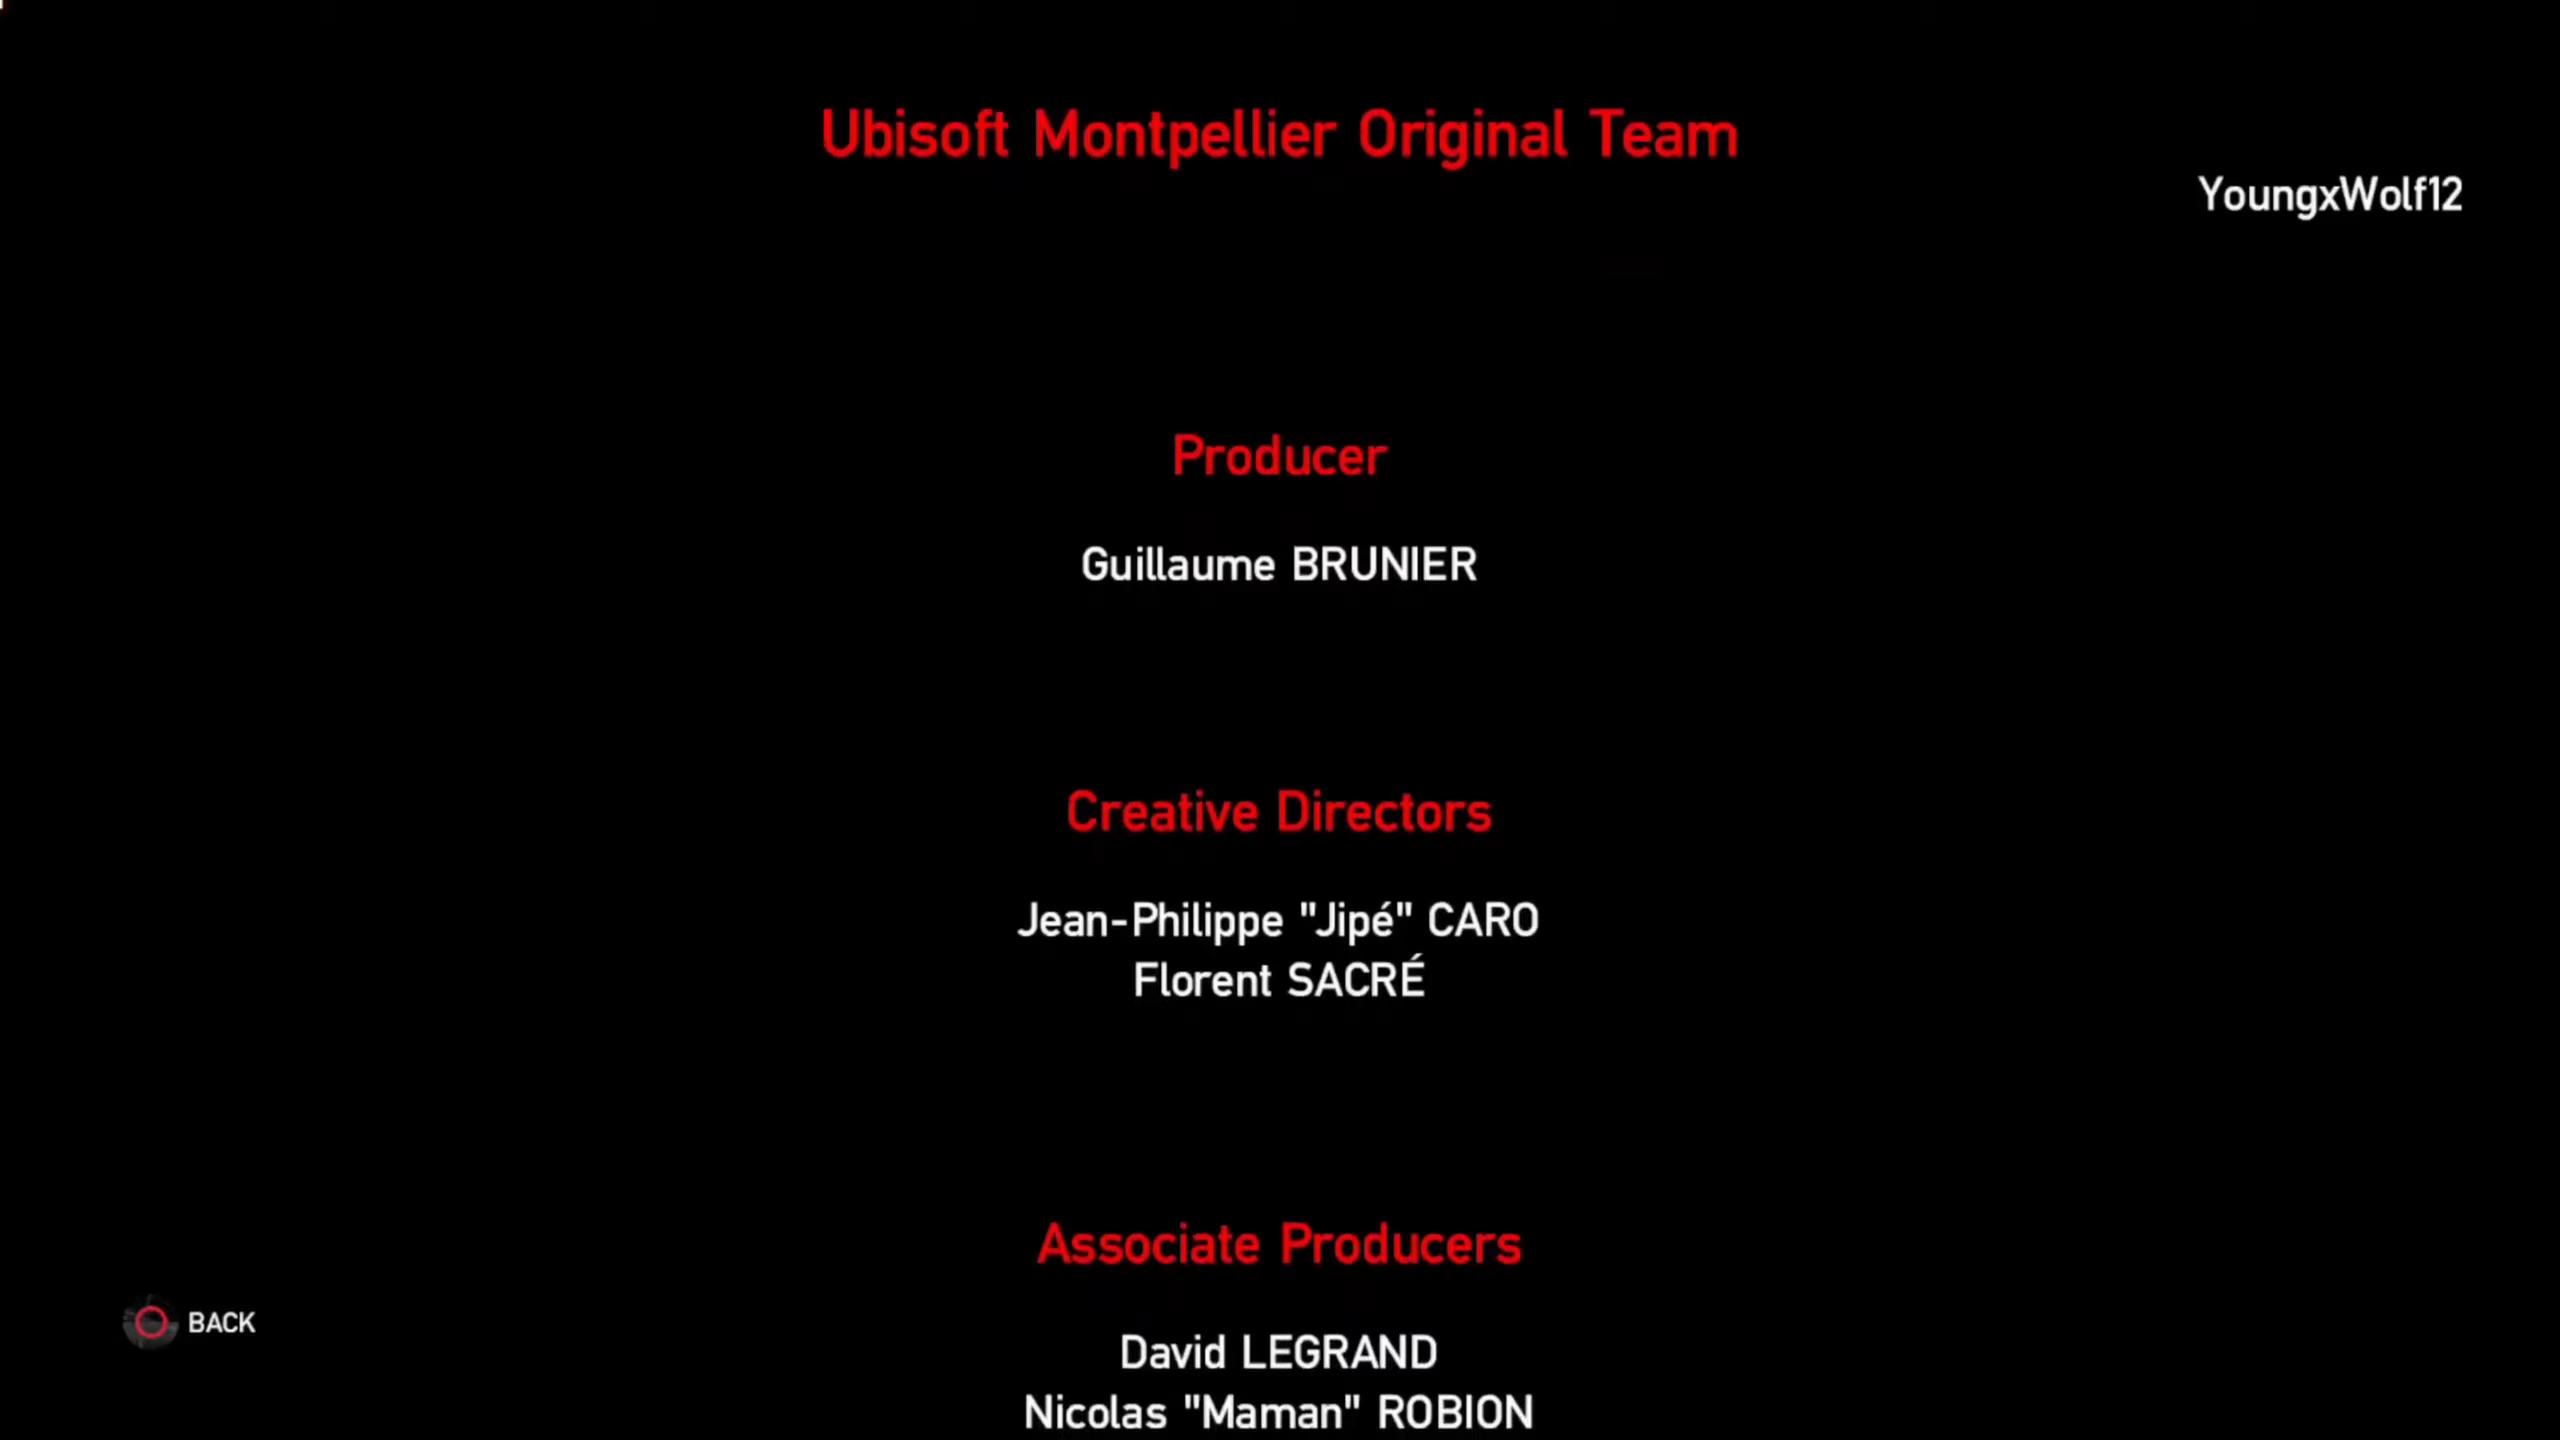 Ubisoft Montpellier Original Team
YoungxWolf12
Producer
Guillaume BRUNIER
Creative Directors
Jean-Philippe "Jipé" CARO
Florent SACRÉ
Associate Producers
BACK
David LEGRAND
Nicolas "Maman" ROBION